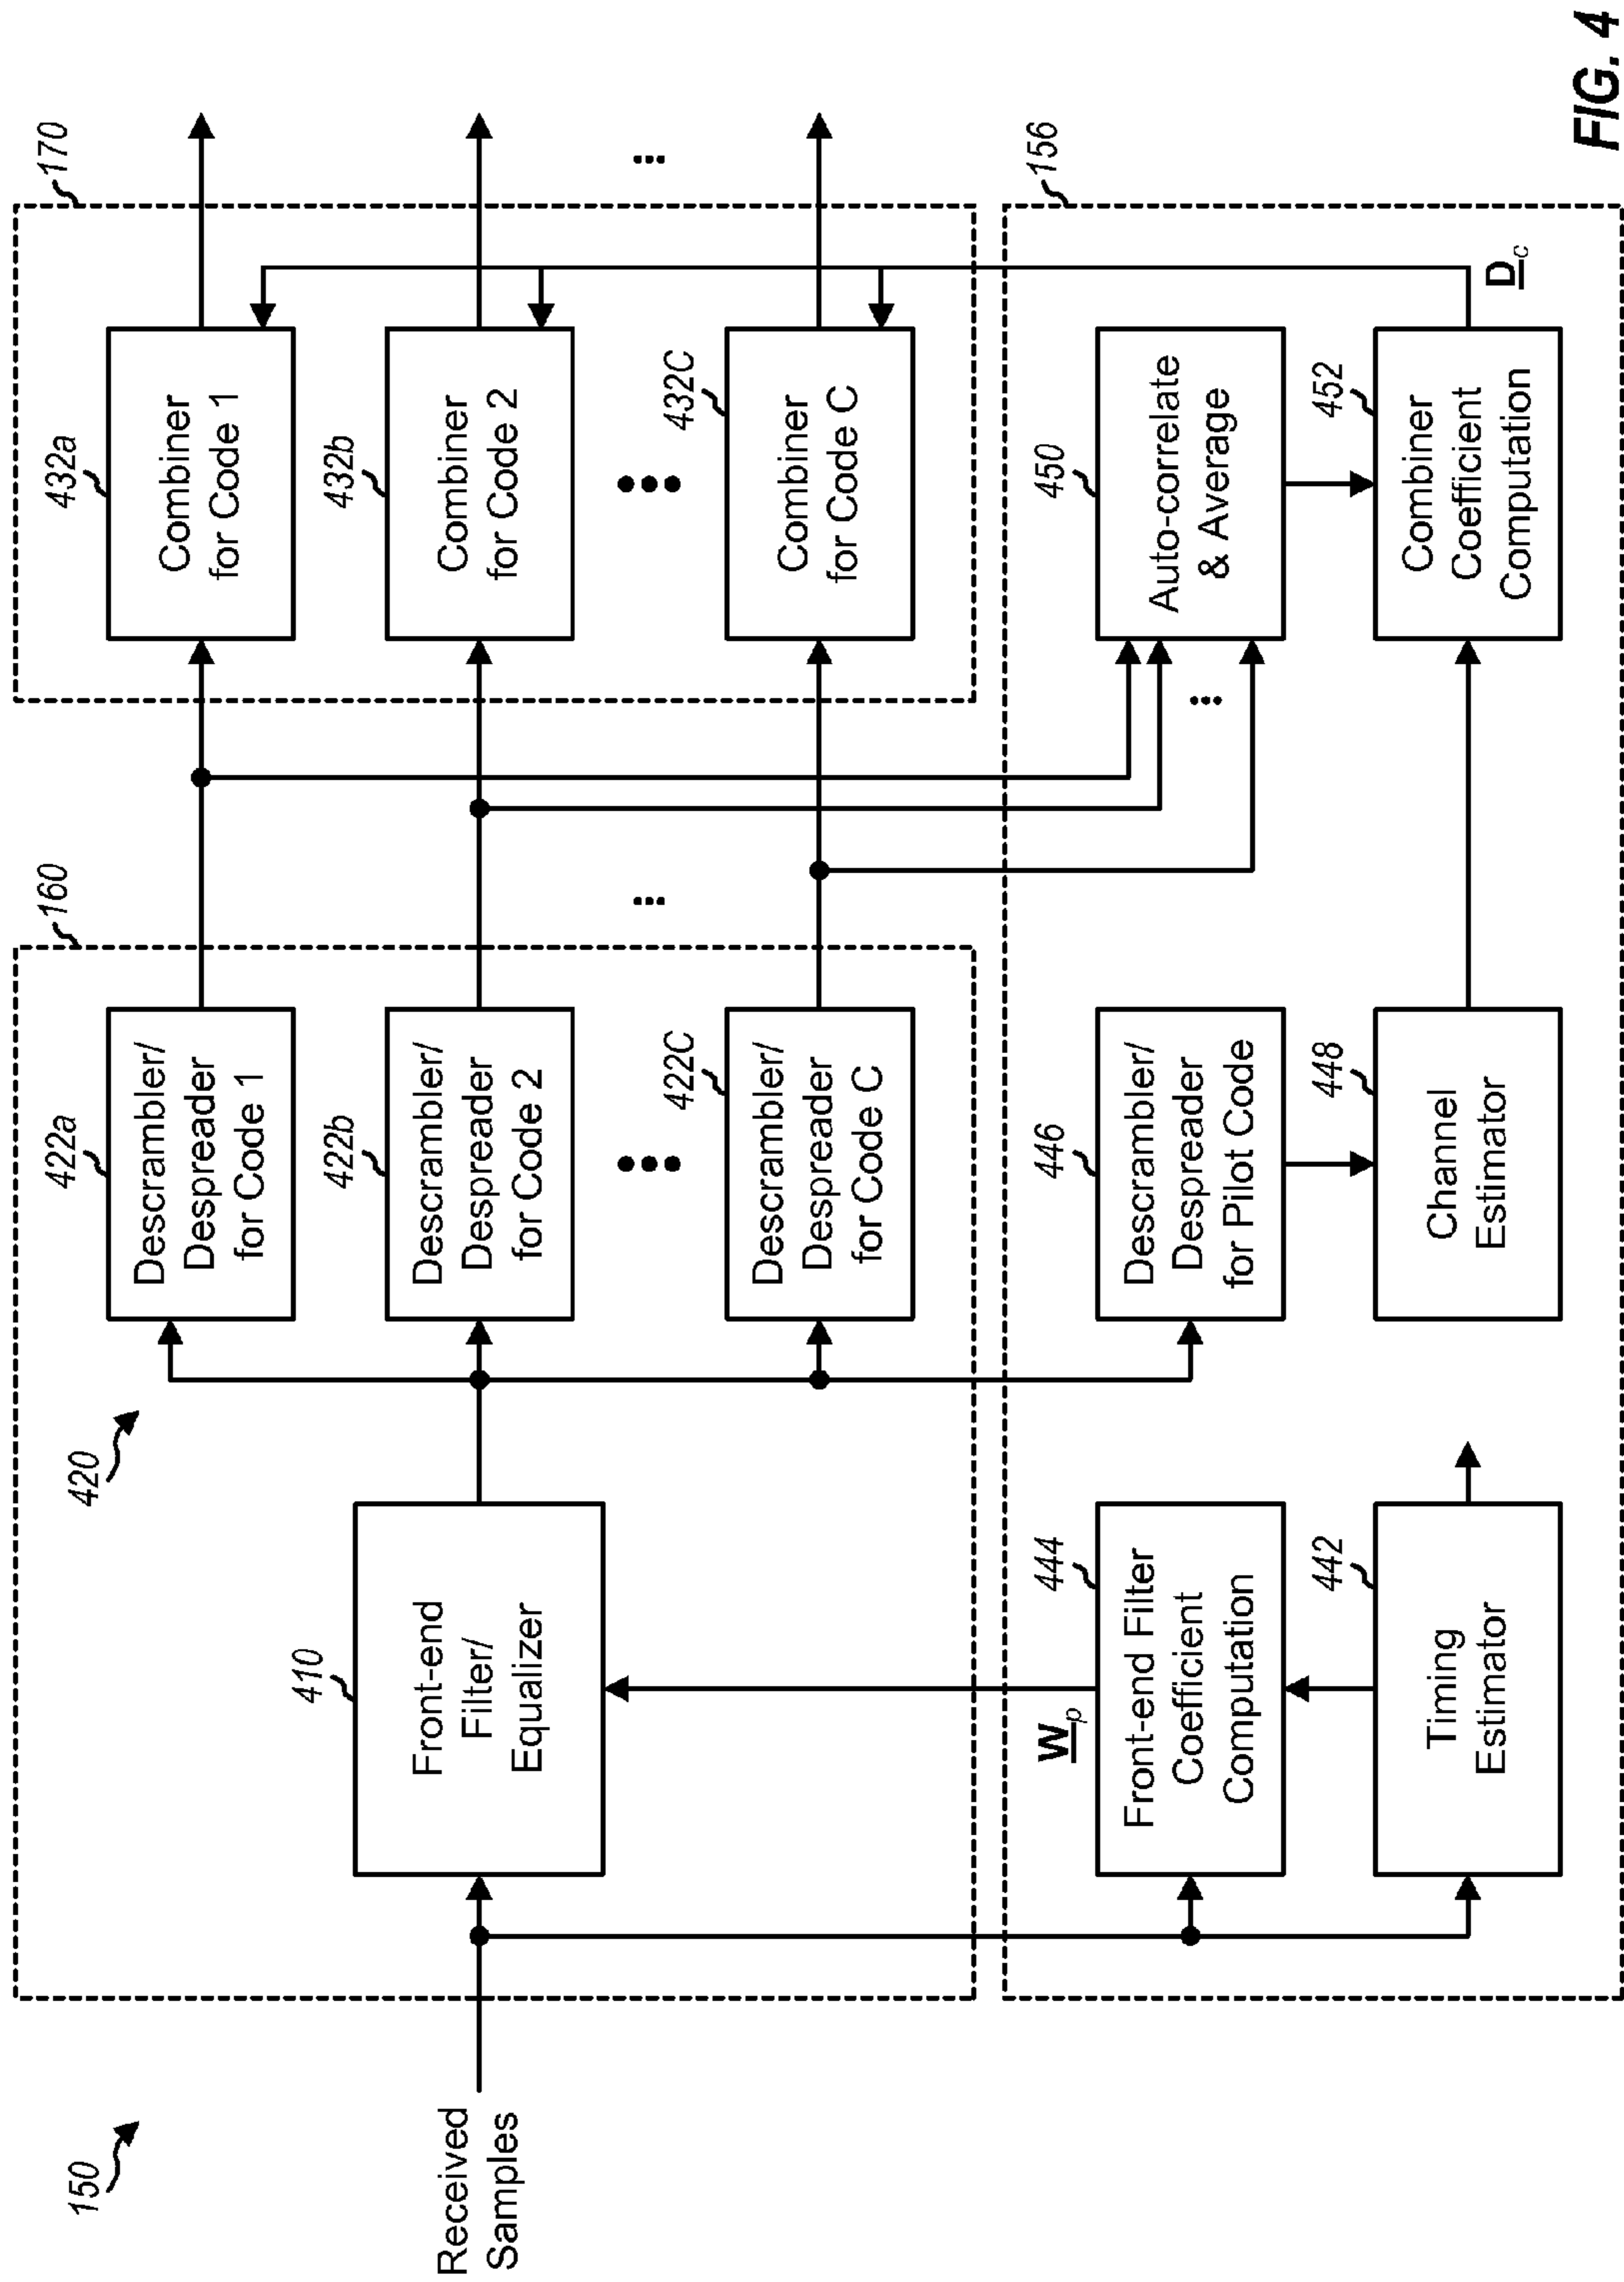 150
420
160
170
Received
Samples
410
Front-end
Filter/
Equalizer
422a
Descrambler/
Despreader
for Code 1
422b
Descrambler/
Despreader
for Code 2
422C
Descrambler/
Despreader
for Code C
432a
Combiner
for Code 1
432b
Combiner
for Code 2
432C
Combiner
for Code C
156
W p
444
Front-end Filter
Coefficient
Computation
442
Timing
Estimator
446
Descrambler/
Despreader
for Pilot Code
448
Channel
Estimator
450
Auto-correlate
& Average
452
Combiner
Coefficient
Computation
D c
FIG. 4